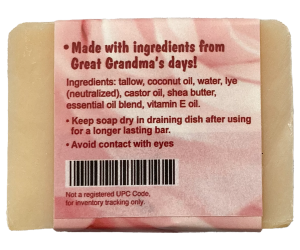 • Made with ingredients from
Great Grandma's days!
Ingredients: tallow, coconut oil, water, lye
(neutralized), castor oil, shea butter,
essential oil blend, vitamin E oil.
• Keep soap dry in draining dish after using
for a longer lasting bar.
• Avoid contact with eyes
Not a registered UPC Code,
for inventory tracking only.